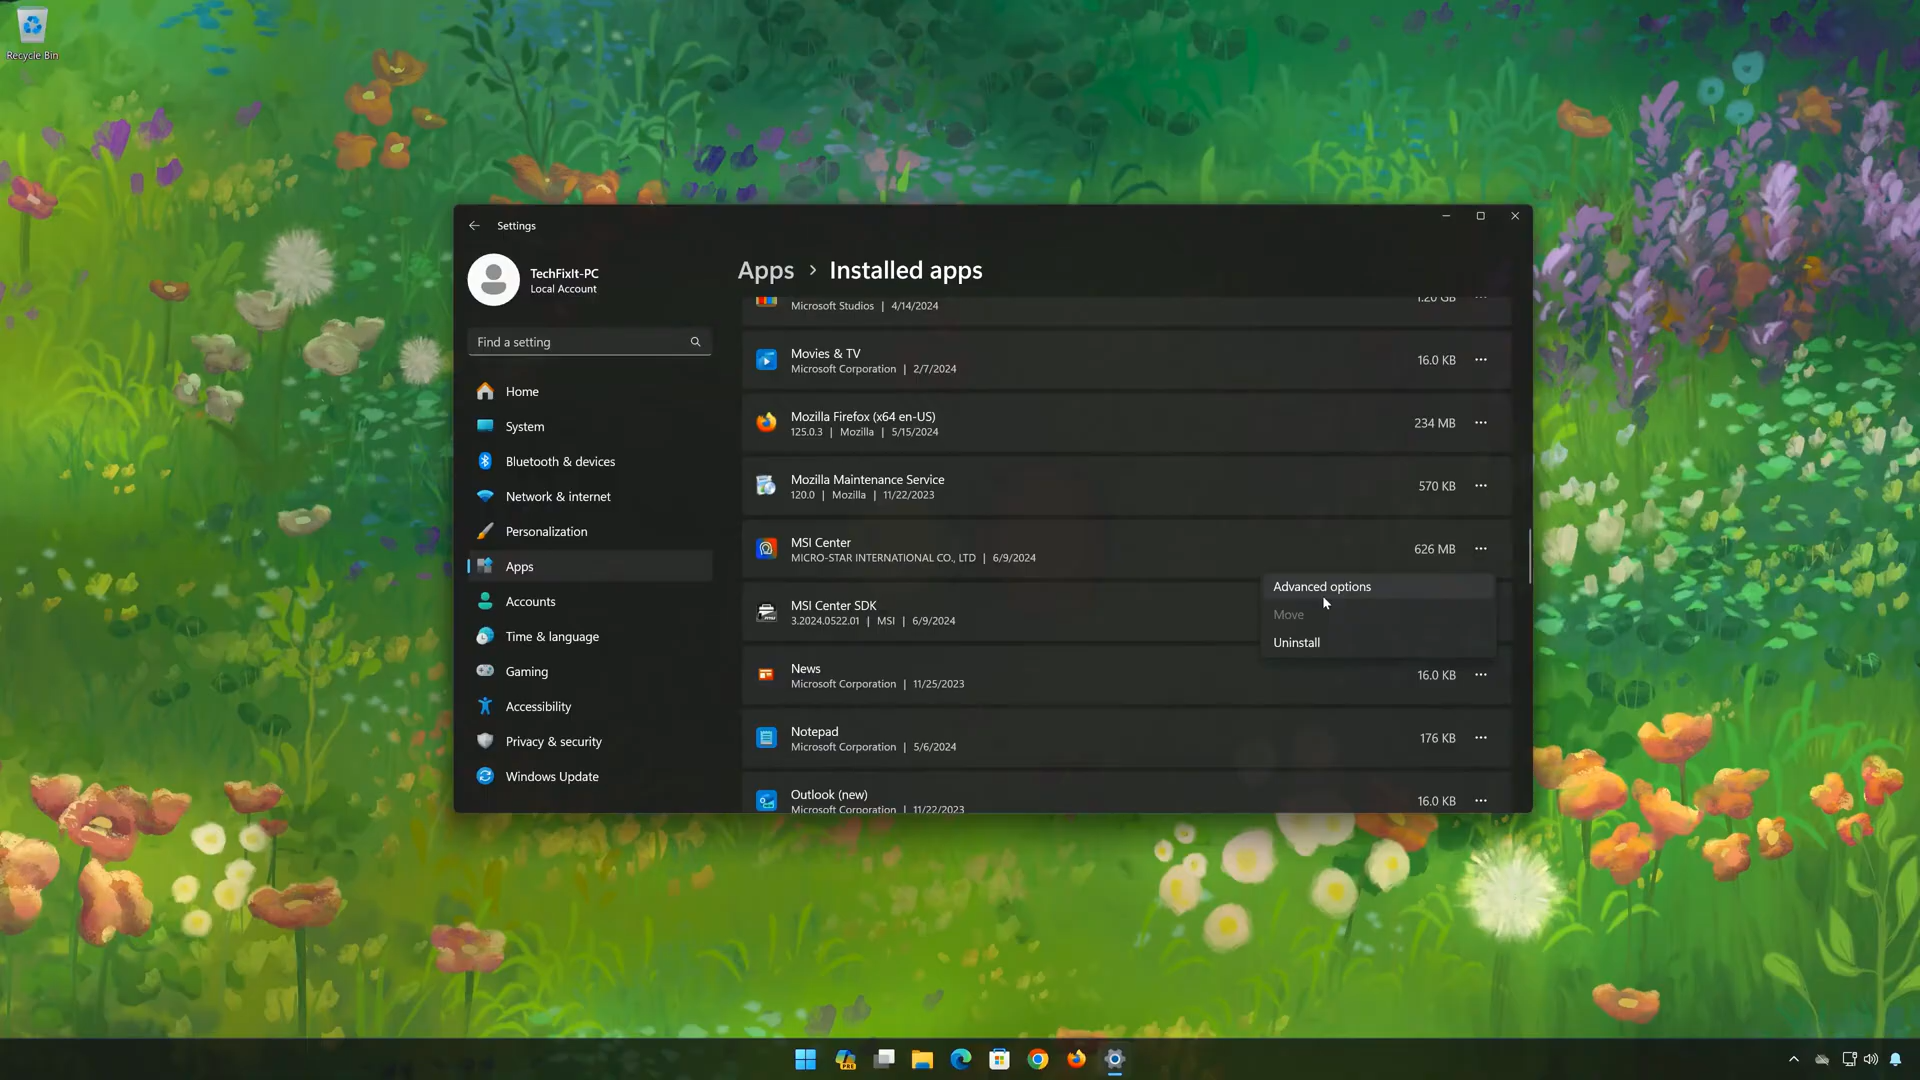 Recycle Bin
Settings
TechFixIt-PC
Local Account
Find a setting
Home
System
Bluetooth & devices
Network & internet
Personalization
Apps
Accounts
Time & language
Gaming
Accessibility
Privacy & security
Windows Update
Apps > Installed apps
Microsoft Studios | 4/14/2024
1.20 GB
Movies & TV
Microsoft Corporation | 2/7/2024
16.0 KB
Mozilla Firefox (x64 en-US)
125.0.3 | Mozilla | 5/15/2024
234 MB
Mozilla Maintenance Service
120.0 | Mozilla | 11/22/2023
570 KB
MSI Center
MICRO-STAR INTERNATIONAL CO., LTD | 6/9/2024
626 MB
Advanced options
Move
Uninstall
MSI Center SDK
3.2024.0522.01 | MSI | 6/9/2024
News
Microsoft Corporation | 11/25/2023
16.0 KB
Notepad
Microsoft Corporation | 5/6/2024
176 KB
Outlook (new)
Microsoft Corporation | 11/22/2023
16.0 KB
PRE